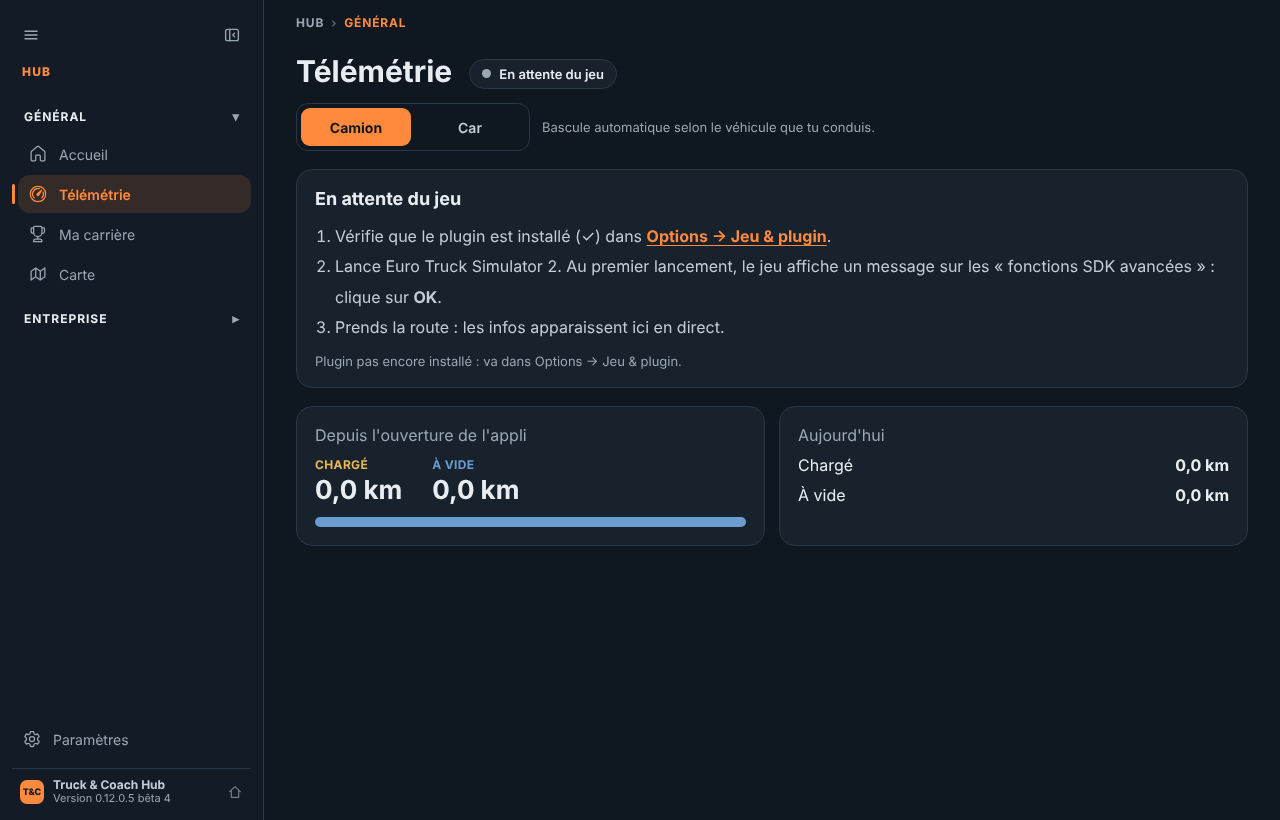 HUB › GÉNÉRAL
HUB
GÉNÉRAL ▾
Accueil
Télémétrie
Ma carrière
Carte
ENTREPRISE ▸
Paramètres
T&C
Truck & Coach Hub
Version 0.12.0.5 bêta 4
Télémétrie
En attente du jeu
Camion
Car
Bascule automatique selon le véhicule que tu conduis.
En attente du jeu
1. Vérifie que le plugin est installé (✓) dans Options → Jeu & plugin.
2. Lance Euro Truck Simulator 2. Au premier lancement, le jeu affiche un message sur les « fonctions SDK avancées » :
clique sur OK.
3. Prends la route : les infos apparaissent ici en direct.
Plugin pas encore installé : va dans Options → Jeu & plugin.
Depuis l'ouverture de l'appli
CHARGÉ À VIDE
0,0 km 0,0 km
Aujourd'hui
Chargé 0,0 km
À vide 0,0 km